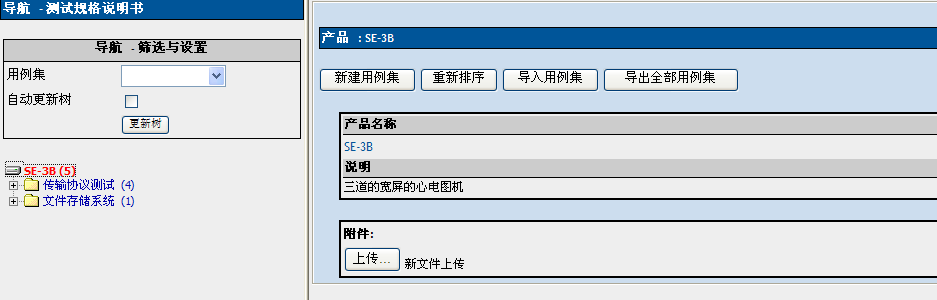 导航 - 测试规格说明书
导航 - 筛选与设置
用例集
自动更新树
更新树
SE-3B (5)
传输协议测试 (4)
文件存储系统 (1)
产品 : SE-3B
新建用例集 重新排序 导入用例集 导出全部用例集
产品名称
SE-3B
说明
三道的宽屏的心电图机
附件:
上传... 新文件上传